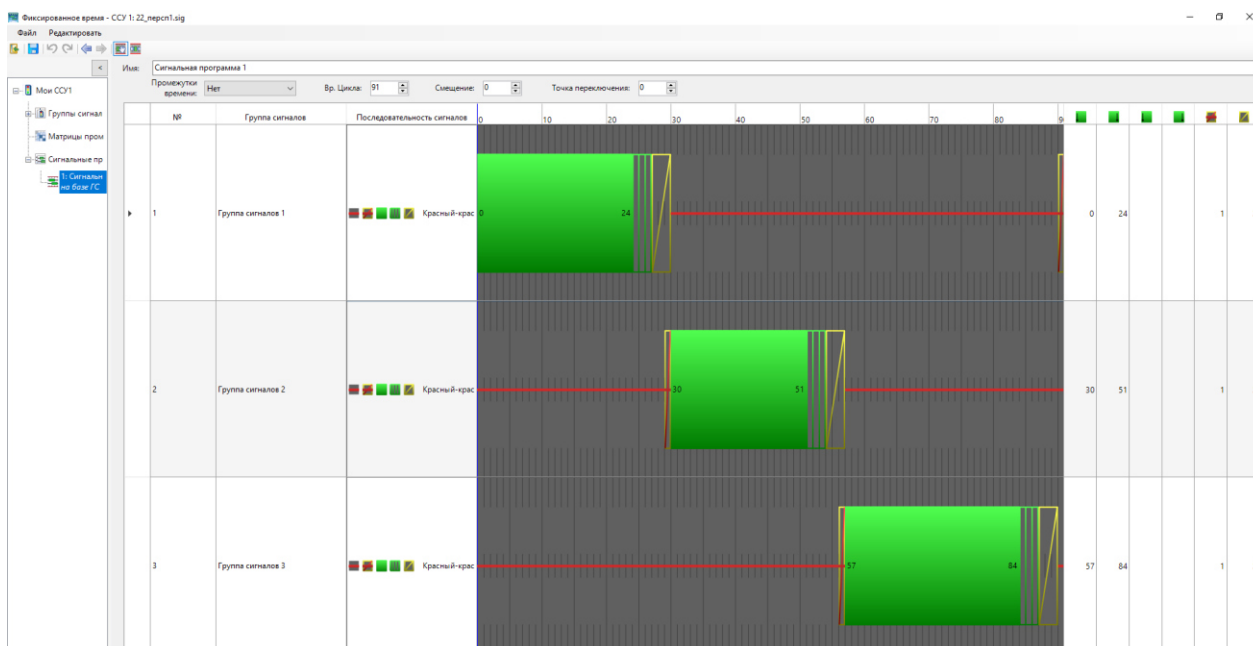 Фиксированное время - ССУ 1: 22_персп1.sig
Файл Редактировать
Имя: Сигнальная программа 1
Мои ССУ1
Группы сигнал
Матрицы пром
Сигнальные пр
1: Сигнальн
на базе ГС
Промежутки времени: Нет Вр. Цикла: 91 Смещение: 0 Точка переключения: 0
№ Группа сигналов Последовательность сигналов 0 10 20 30 40 50 60 70 80 9
1 Группа сигналов 1 Красный-крас 0 24 0 24 1
2 Группа сигналов 2 Красный-крас 30 51 30 51 1
3 Группа сигналов 3 Красный-крас 57 84 57 84 1